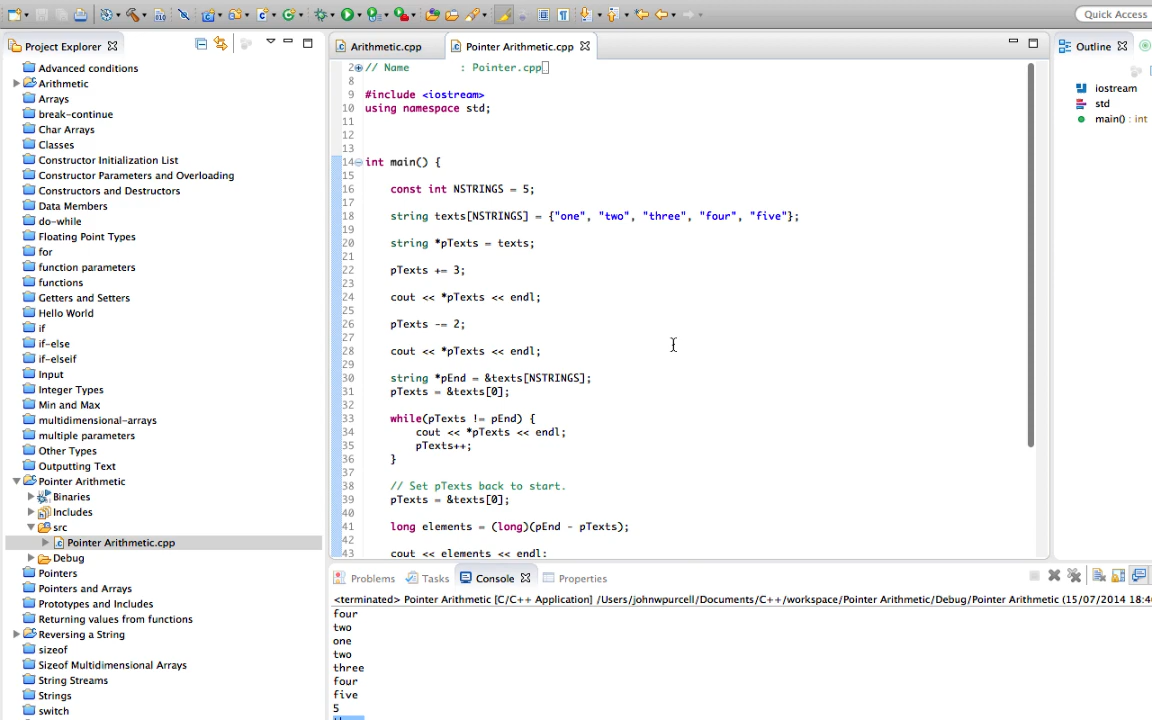 Quick Access
Project Explorer
Advanced conditions
Arithmetic
Arrays
break-continue
Char Arrays
Classes
Constructor Initialization List
Constructor Parameters and Overloading
Constructors and Destructors
Data Members
do-while
Floating Point Types
for
function parameters
functions
Getters and Setters
Hello World
if
if-else
if-elseif
Input
Integer Types
Min and Max
multidimensional-arrays
multiple parameters
Other Types
Outputting Text
Pointer Arithmetic
Binaries
Includes
src
Pointer Arithmetic.cpp
Debug
Pointers
Pointers and Arrays
Prototypes and Includes
Returning values from functions
Reversing a String
sizeof
Sizeof Multidimensional Arrays
String Streams
Strings
switch
Arithmetic.cpp
Pointer Arithmetic.cpp
2 // Name : Pointer.cpp
8
9 #include <iostream>
10 using namespace std;
11
12
13
14 int main() {
15
16 const int NSTRINGS = 5;
17
18 string texts[NSTRINGS] = {"one", "two", "three", "four", "five"};
19
20 string *pTexts = texts;
21
22 pTexts += 3;
23
24 cout << *pTexts << endl;
25
26 pTexts -= 2;
27
28 cout << *pTexts << endl;
29
30 string *pEnd = &texts[NSTRINGS];
31 pTexts = &texts[0];
32
33 while(pTexts != pEnd) {
34 cout << *pTexts << endl;
35 pTexts++;
36 }
37
38 // Set pTexts back to start.
39 pTexts = &texts[0];
40
41 long elements = (long)(pEnd - pTexts);
42
43 cout << elements << endl;
Outline
iostream
std
main() : int
Problems
Tasks
Console
Properties
<terminated> Pointer Arithmetic [C/C++ Application] /Users/johnwpurcell/Documents/C++/workspace/Pointer Arithmetic/Debug/Pointer Arithmetic (15/07/2014 18:4
four
two
one
two
three
four
five
5